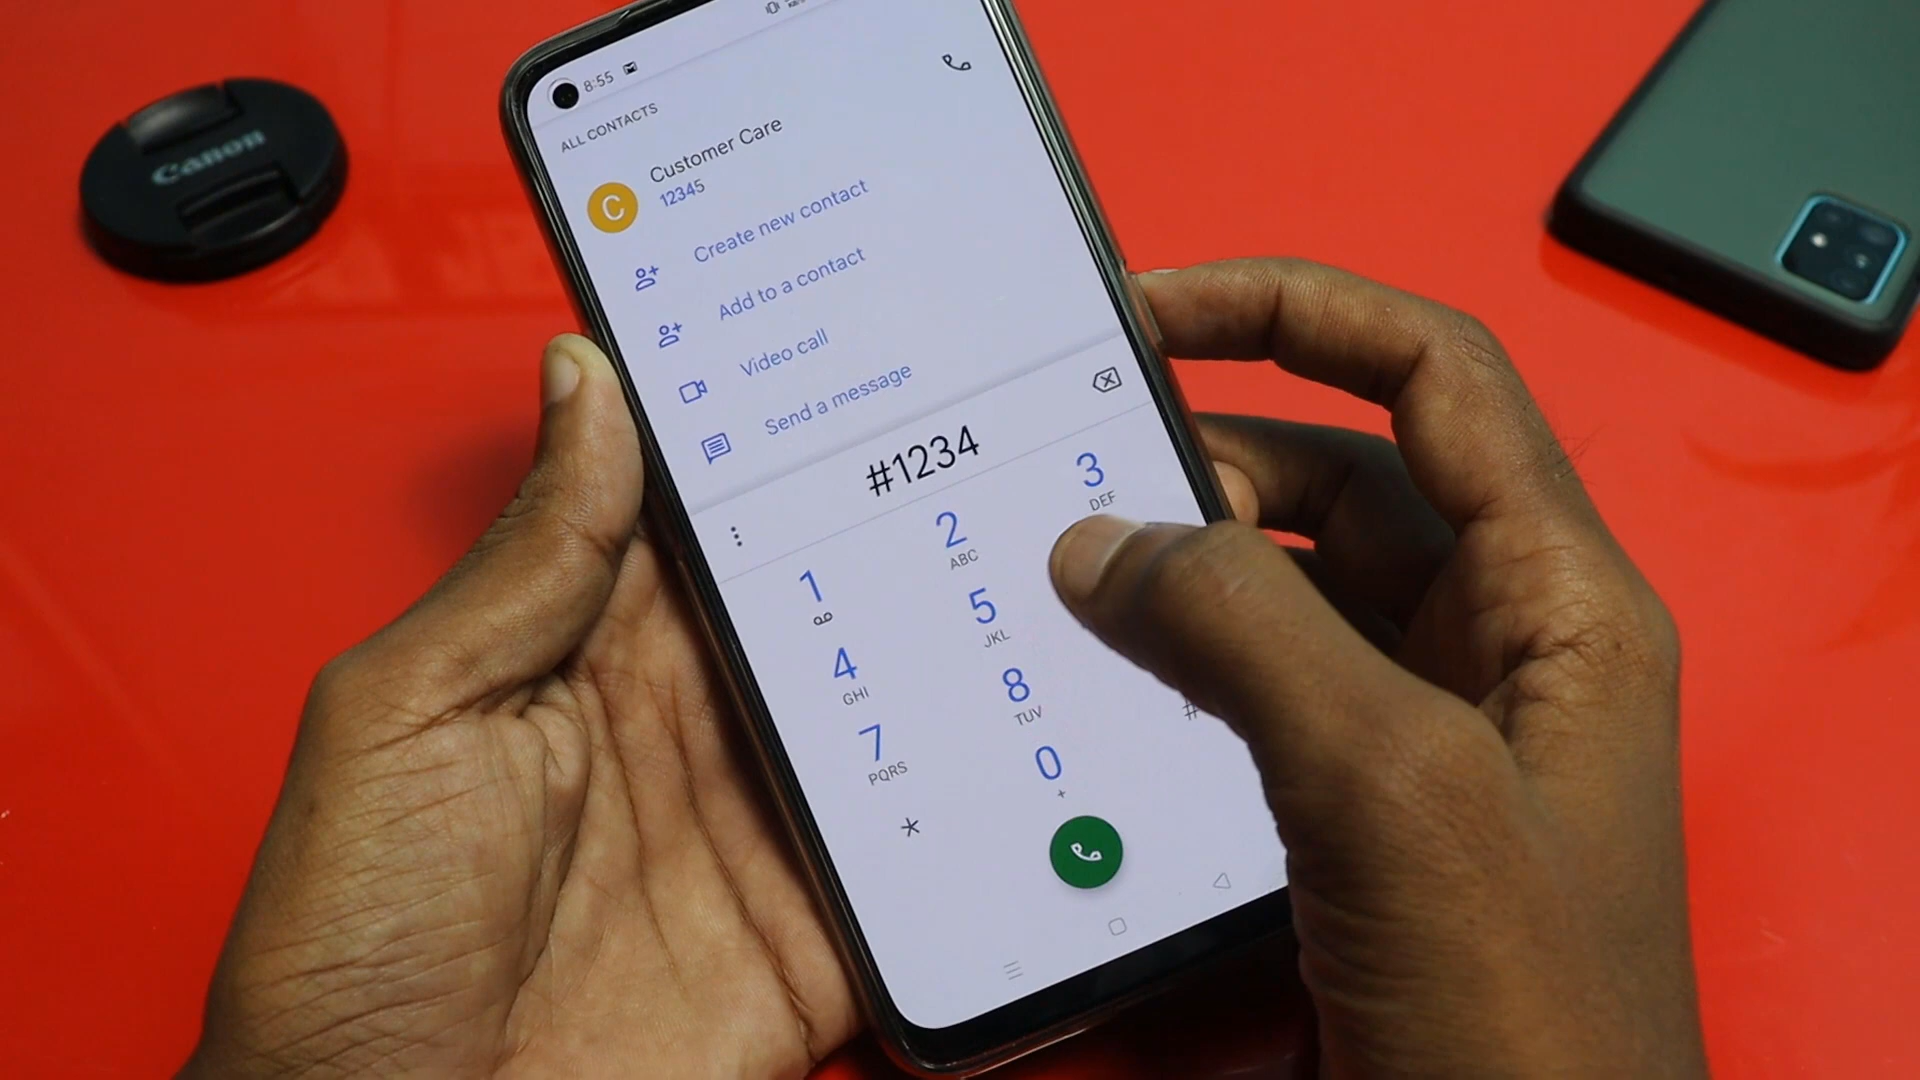 Canon
8:55
ALL CONTACTS
C
Customer Care
12345
Create new contact
Add to a contact
Video call
Send a message
#1234
1
2
ABC
3
DEF
4
GHI
5
JKL
7
PQRS
8
TUV
*
0
+
#